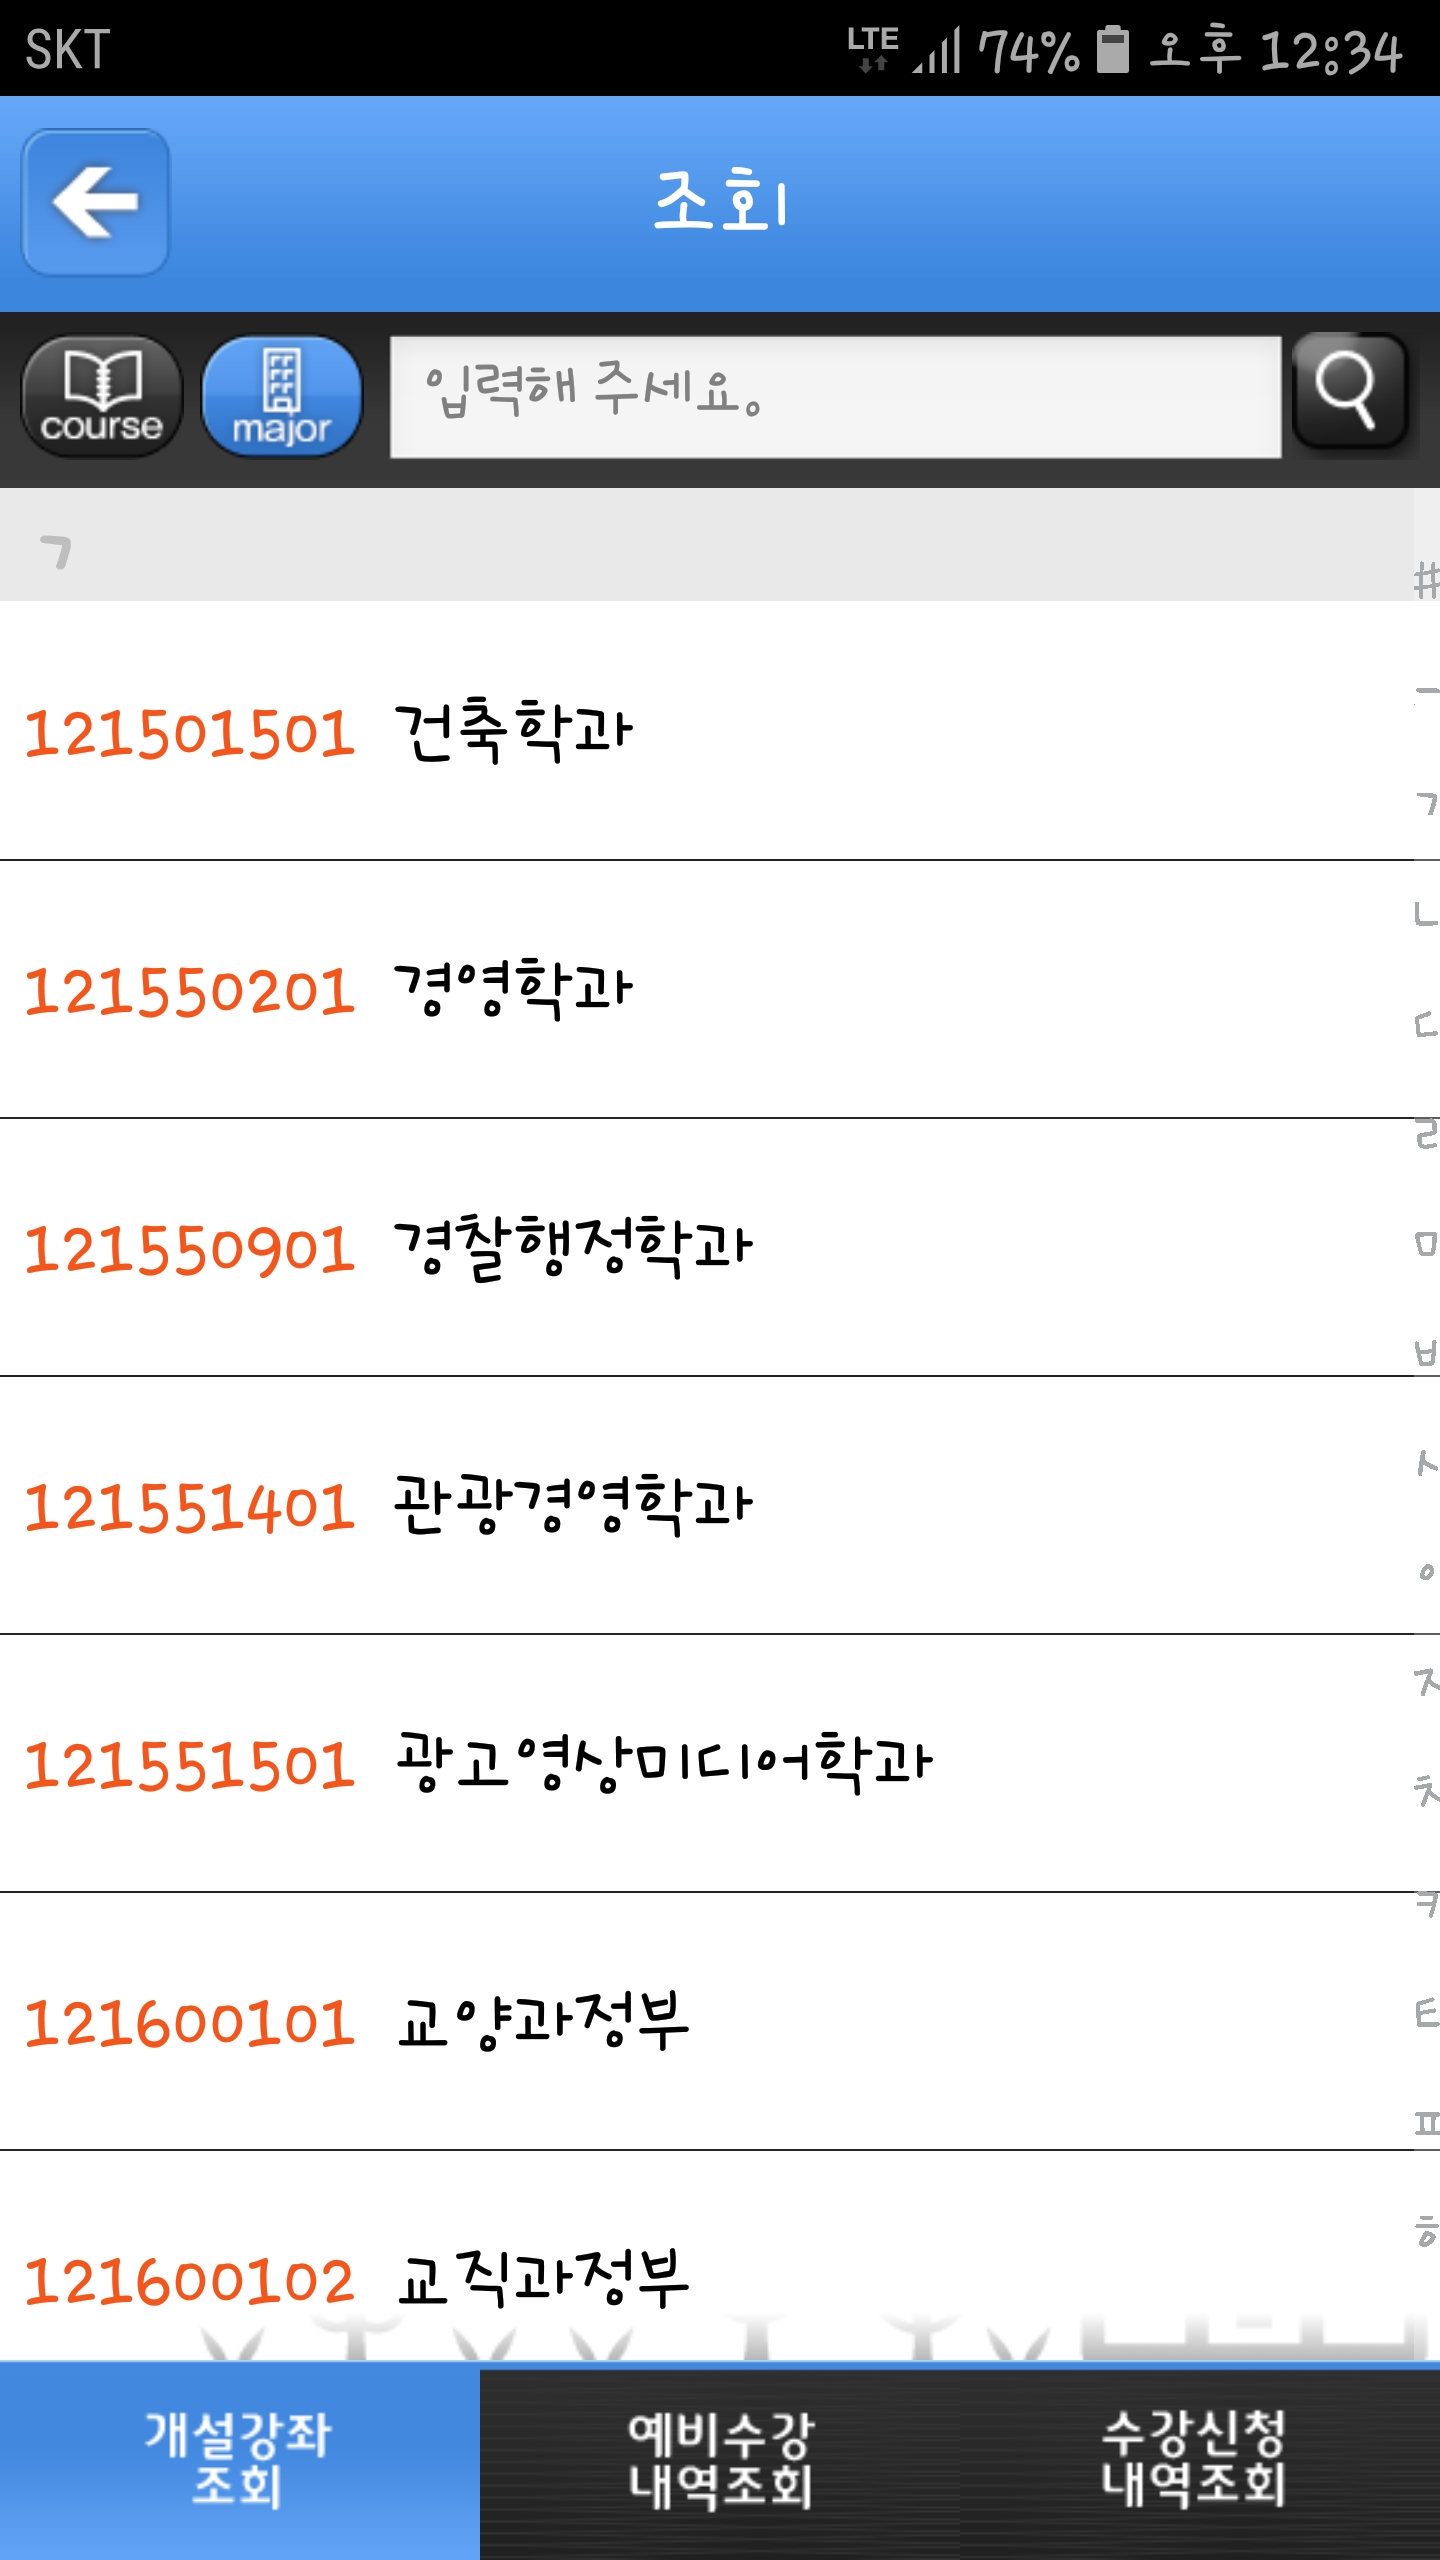 SKT LTE 74% 오후 12:34
조회
course major 입력해 주세요.
ㄱ
#
121501501 건축학과
ㄱ
ㄴ
121550201 경영학과
ㄷ
ㄹ
121550901 경찰행정학과
ㅁ
ㅂ
121551401 관광경영학과
ㅅ
ㅇ
ㅈ
121551501 광고영상미디어학과
ㅊ
ㅋ
121600101 교양과정부
ㅌ
ㅍ
ㅎ
121600102 교직과정부
개설강좌
조회
예비수강
내역조회
수강신청
내역조회